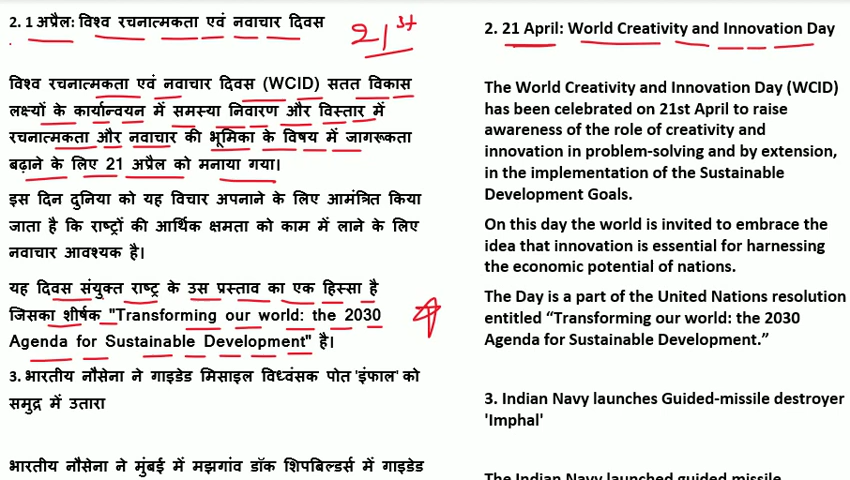 2. 1 अप्रैल: विश्व रचनात्मकता एवं नवाचार दिवस
21st
विश्व रचनात्मकता एवं नवाचार दिवस (WCID) सतत विकास
लक्ष्यों के कार्यान्वयन में समस्या निवारण और विस्तार में
रचनात्मकता और नवाचार की भूमिका के विषय में जागरूकता
बढ़ाने के लिए 21 अप्रैल को मनाया गया।
इस दिन दुनिया को यह विचार अपनाने के लिए आमंत्रित किया
जाता है कि राष्ट्रों की आर्थिक क्षमता को काम में लाने के लिए
नवाचार आवश्यक है।
यह दिवस संयुक्त राष्ट्र के उस प्रस्ताव का एक हिस्सा है
जिसका शीर्षक "Transforming our world: the 2030
Agenda for Sustainable Development" है।
3. भारतीय नौसेना ने गाइडेड मिसाइल विध्वंसक पोत 'इंफाल' को
समुद्र में उतारा
भारतीय नौसेना ने मुंबई में मझगांव डॉक शिपबिल्डर्स में गाइडेड
2. 21 April: World Creativity and Innovation Day
The World Creativity and Innovation Day (WCID)
has been celebrated on 21st April to raise
awareness of the role of creativity and
innovation in problem-solving and by extension,
in the implementation of the Sustainable
Development Goals.
On this day the world is invited to embrace the
idea that innovation is essential for harnessing
the economic potential of nations.
The Day is a part of the United Nations resolution
entitled “Transforming our world: the 2030
Agenda for Sustainable Development.”
3. Indian Navy launches Guided-missile destroyer
'Imphal'
The Indian Navy launched guided missile